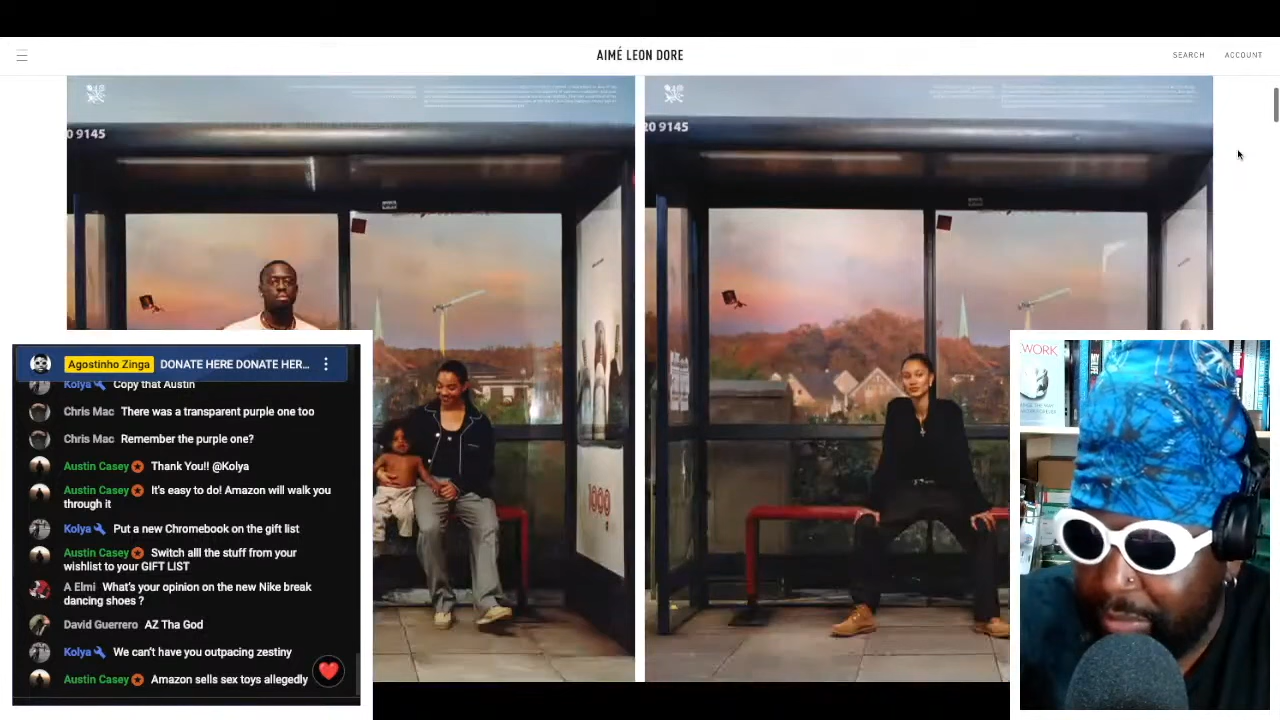 AIMÉ LEON DORE
SEARCH
ACCOUNT
0 9145
20 9145
1000
WORK
Agostinho Zinga DONATE HERE DONATE HER...
Kolya Copy that Austin
Chris Mac There was a transparent purple one too
Chris Mac Remember the purple one?
Austin Casey Thank You!! @Kolya
Austin Casey It's easy to do! Amazon will walk you
through it
Kolya Put a new Chromebook on the gift list
Austin Casey Switch alll the stuff from your
wishlist to your GIFT LIST
A Elmi What's your opinion on the new Nike break
dancing shoes ?
David Guerrero AZ Tha God
Kolya We can't have you outpacing zestiny
Austin Casey Amazon sells sex toys allegedly